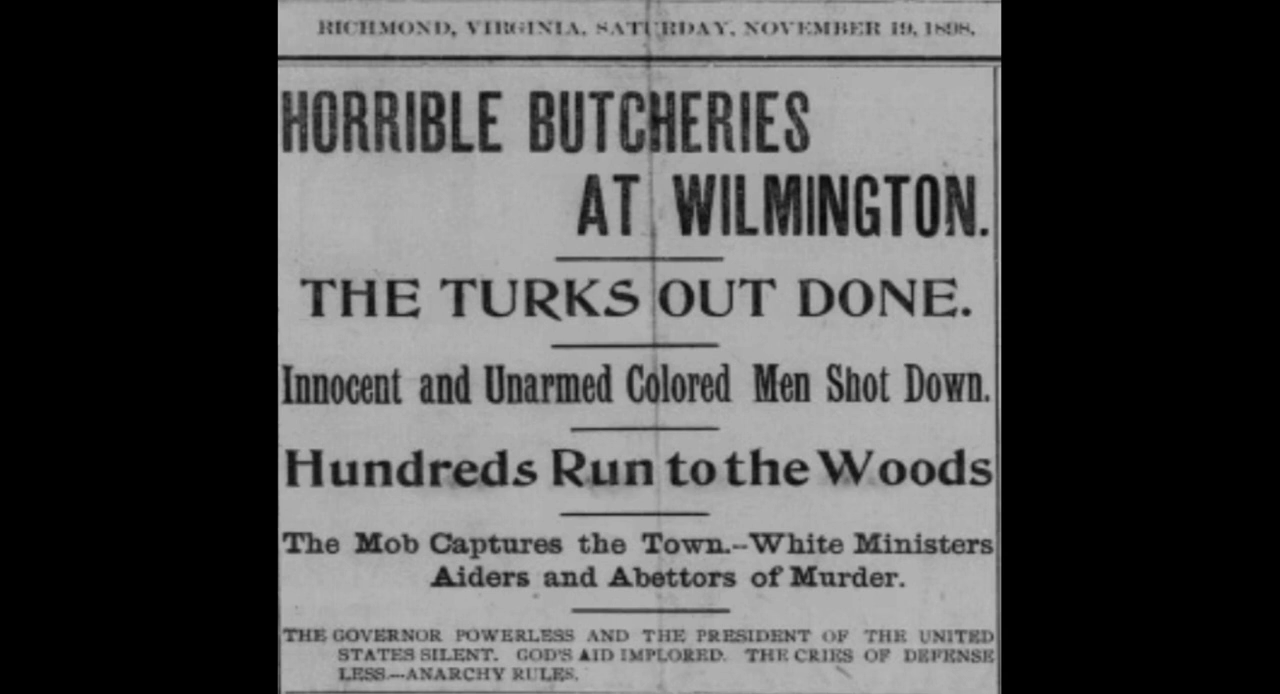 RICHMOND, VIRGINIA, SATURDAY, NOVEMBER 19, 1898.
HORRIBLE BUTCHERIES
AT WILMINGTON.
THE TURKS OUT DONE.
Innocent and Unarmed Colored Men Shot Down.
Hundreds Run to the Woods
The Mob Captures the Town.--White Ministers
Aiders and Abettors of Murder.
THE GOVERNOR POWERLESS AND THE PRESIDENT OF THE UNITED
STATES SILENT. GOD'S AID IMPLORED. THE CRIES OF DEFENSE
LESS.--ANARCHY RULES.